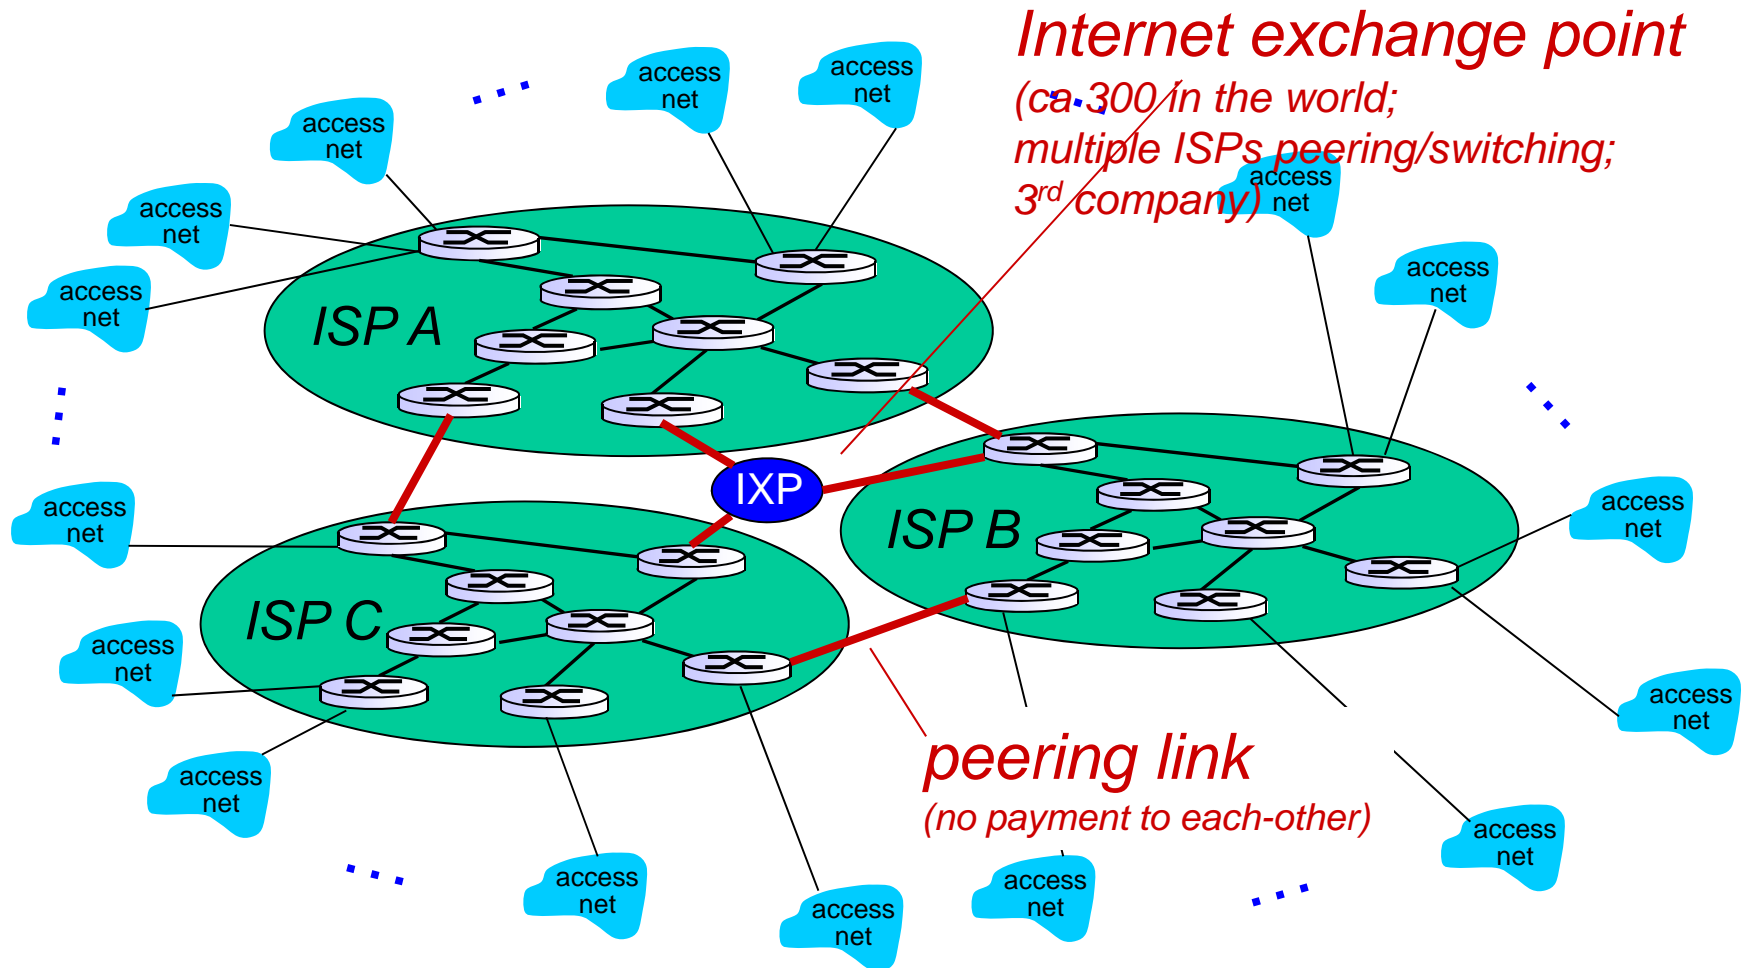 Internet exchange point
(ca 300 in the world;
multiple ISPs peering/switching;
3rd company)
access
net
access
net
access
net
access
net
access
net
access
net
access
net
access
net
ISP A
IXP
ISP B
access
net
access
net
ISP C
access
net
access
net
peering link
(no payment to each-other)
access
net
access
net
access
net
access
net
access
net